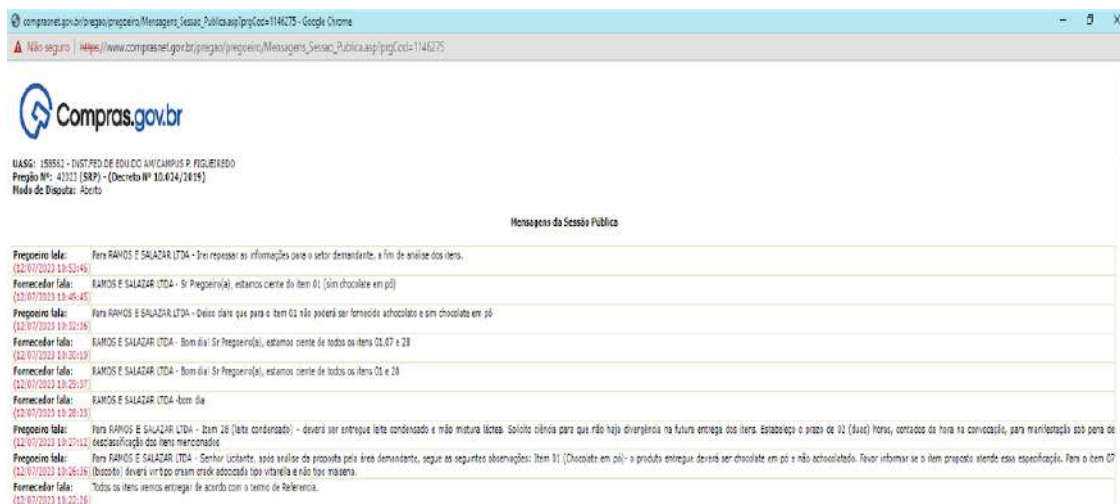 comprasnet.gov.br/pregao/pregoeiro/Mensagens_Sessao_Publica.asp?prgCod=1146275 - Google Chrome
Não seguro | https://www.comprasnet.gov.br/pregao/pregoeiro/Mensagens_Sessao_Publica.asp?prgCod=1146275
Compras.gov.br
UASG: 158562 - INST.FED.DE EDU.DO AM/CAMPUS P. FIGUEIREDO
Pregão Nº: 42023 (SRP) - (Decreto Nº 10.024/2019)
Modo de Disputa: Aberto
Mensagens da Sessão Pública
Pregoeiro fala: Para RAMOS E SALAZAR LTDA - Irei repassar as informações para o setor demandante, a fim de analise dos itens.
(12/07/2023 10:53:46)
Fornecedor fala: RAMOS E SALAZAR LTDA - Sr Pregoeiro(a), estamos ciente do item 01 (sim chocolate em pó)
(12/07/2023 10:45:45)
Pregoeiro fala: Para RAMOS E SALAZAR LTDA - Deixo claro que para o item 01 não poderá ser fornecido achocolato e sim chocolate em pó
(12/07/2023 10:32:36)
Fornecedor fala: RAMOS E SALAZAR LTDA - Bom dia! Sr Pregoeiro(a), estamos ciente de todos os itens 01.07 e 28
(12/07/2023 10:30:19)
Fornecedor fala: RAMOS E SALAZAR LTDA - Bom dia! Sr Pregoeiro(a), estamos ciente de todos os itens 01 e 28
(12/07/2023 10:29:37)
Fornecedor fala: RAMOS E SALAZAR LTDA -bom dia
(12/07/2023 10:28:23)
Pregoeiro fala: Para RAMOS E SALAZAR LTDA - Item 28 (leite condensado) - deverá ser entregue leite condensado e mão mistura láctea. Solicito ciência para que não haja divergência na futura entrega dos itens. Estabeleço o prazo de 02 (duas) horas, contados da hora na convocação, para manifestação sob pena de
(12/07/2023 10:27:12) desclassificação dos itens mencionados
Pregoeiro fala: Para RAMOS E SALAZAR LTDA - Senhor Licitante, após analise da proposta pela área demandante, segue as seguintes observações: Item 01 (Chocolate em pó)- o produto entregue deverá ser chocolate em pó e não achocolatado. Favor informar se o item proposto atende essa especificação. Para o item 07
(12/07/2023 10:26:36) (biscoito) deverá vir tipo cream crack adocicada tipo vitarela e não tipo maisena.
Fornecedor fala: Todos os itens iremos entregar de acordo com o termo de Referencia.
(12/07/2023 10:22:26)